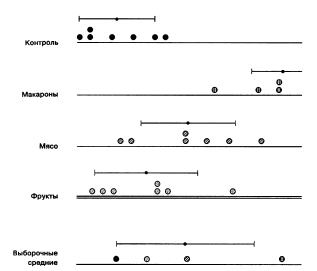 Контроль
Макароны
Мясо
Фрукты
Выборочные
средние